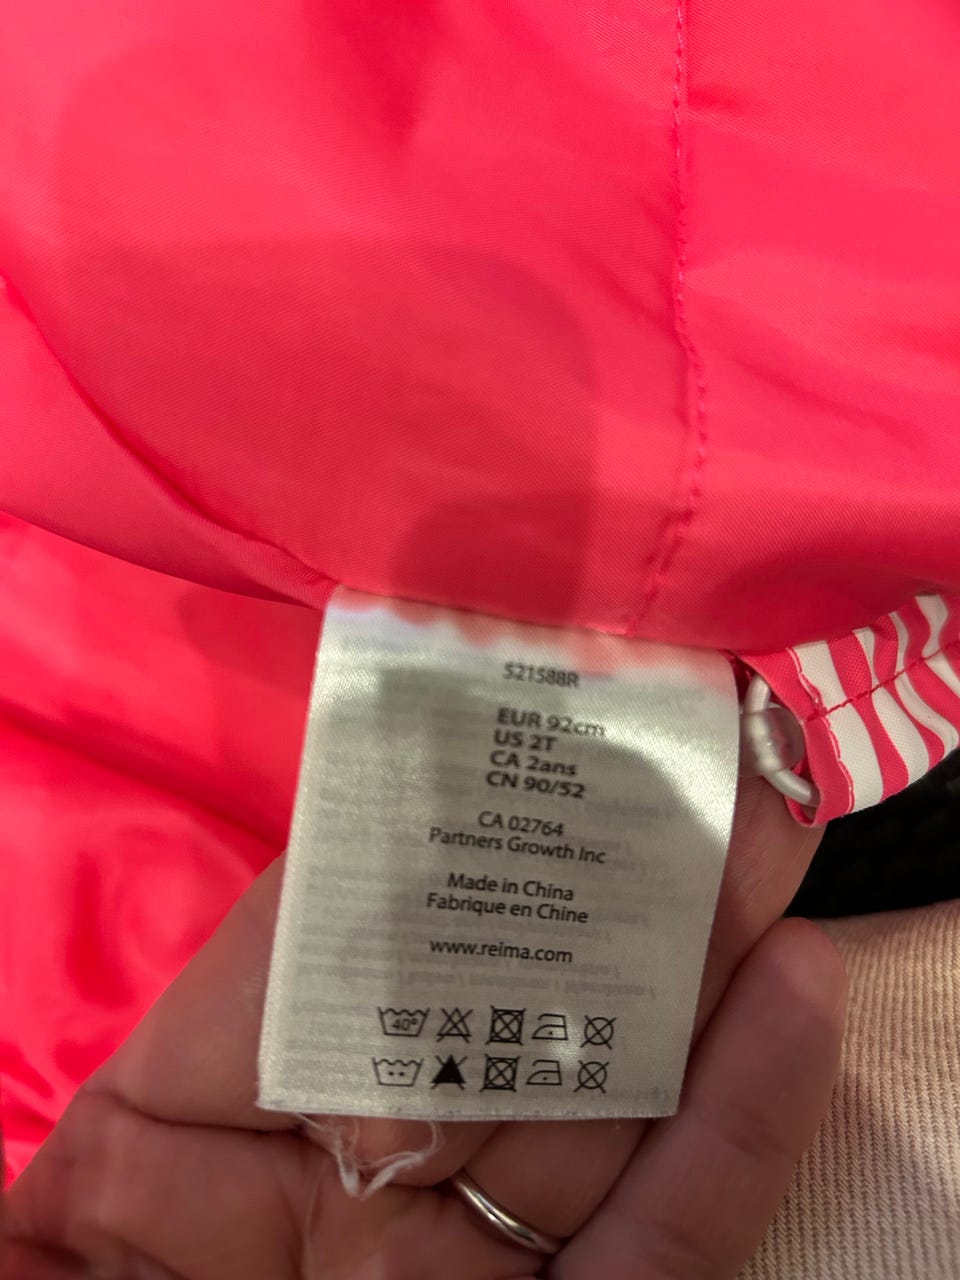 521588R
EUR 92cm
US 2T
CA 2ans
CN 90/52
CA 02764
Partners Growth Inc
Made in China
Fabrique en Chine
www.reima.com
40°